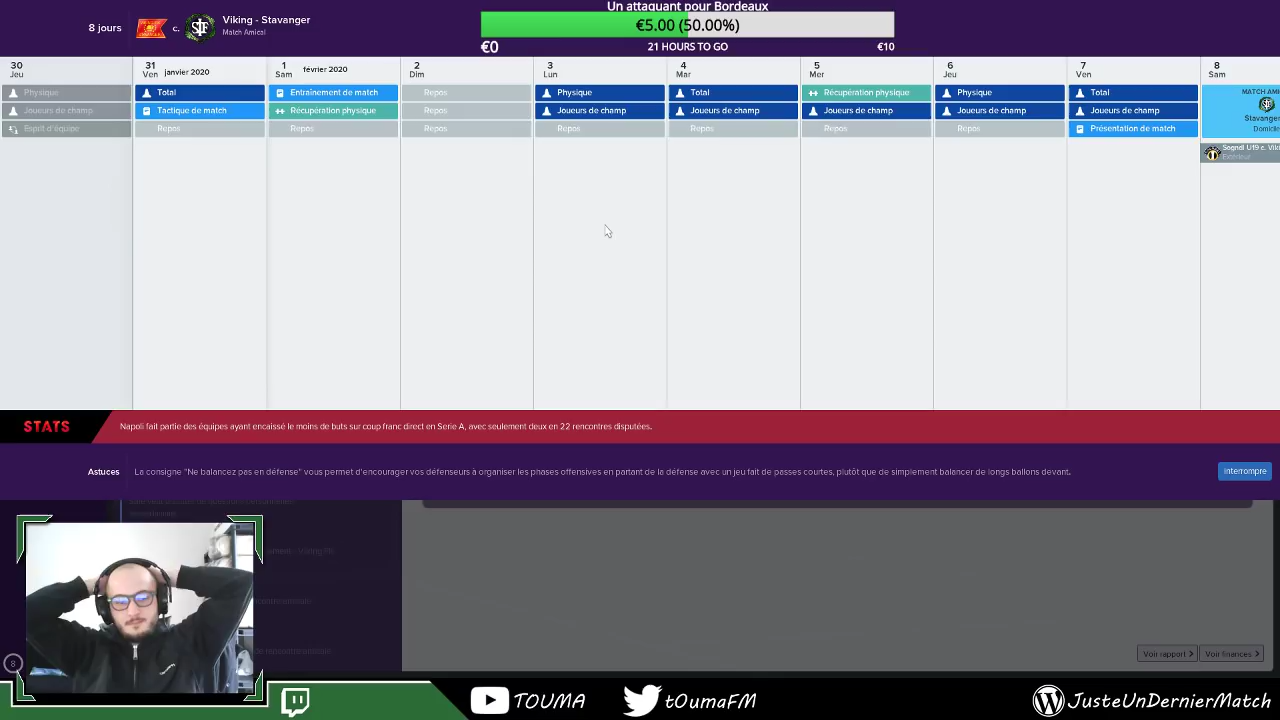 Un attaquant pour Bordeaux
8 jours
c.
Viking - Stavanger
Match Amical
€5.00 (50.00%)
€0
21 HOURS TO GO
€10
30
Jeu
31
Ven
janvier 2020
1
Sam
février 2020
2
Dim
3
Lun
4
Mar
5
Mer
6
Jeu
7
Ven
8
Sam
Physique
Total
Entraînement de match
Repos
Physique
Total
Récupération physique
Physique
Total
Joueurs de champ
Tactique de match
Récupération physique
Repos
Joueurs de champ
Joueurs de champ
Joueurs de champ
Joueurs de champ
Joueurs de champ
Esprit d'équipe
Repos
Repos
Repos
Repos
Repos
Repos
Repos
Présentation de match
MATCH AMI
Stavanger
Domicile
Sogndl U19 c. Viki
Extérieur
STATS
Napoli fait partie des équipes ayant encaissé le moins de buts sur coup franc direct en Serie A, avec seulement deux en 22 rencontres disputées.
Astuces
La consigne "Ne balancez pas en défense" vous permet d'encourager vos défenseurs à organiser les phases offensives en partant de la défense avec un jeu fait de passes courtes, plutôt que de simplement balancer de longs ballons devant.
Interrompre
8
Voir rapport
Voir finances
TOUMA
tOumaFM
JusteUnDernierMatch